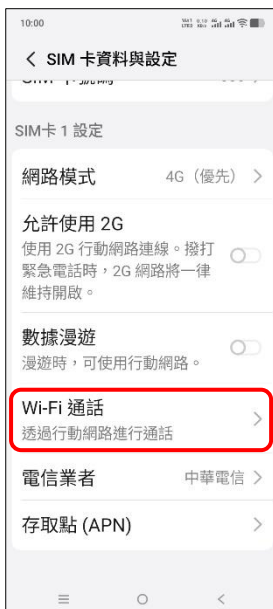 10:00
SIM 卡資料與設定
SIM卡 1 設定
網路模式 4G（優先）
允許使用 2G
使用 2G 行動網路連線。撥打
緊急電話時，2G 網路將一律
維持開啟。
數據漫遊
漫遊時，可使用行動網路。
Wi-Fi 通話
透過行動網路進行通話
電信業者 中華電信
存取點 (APN)